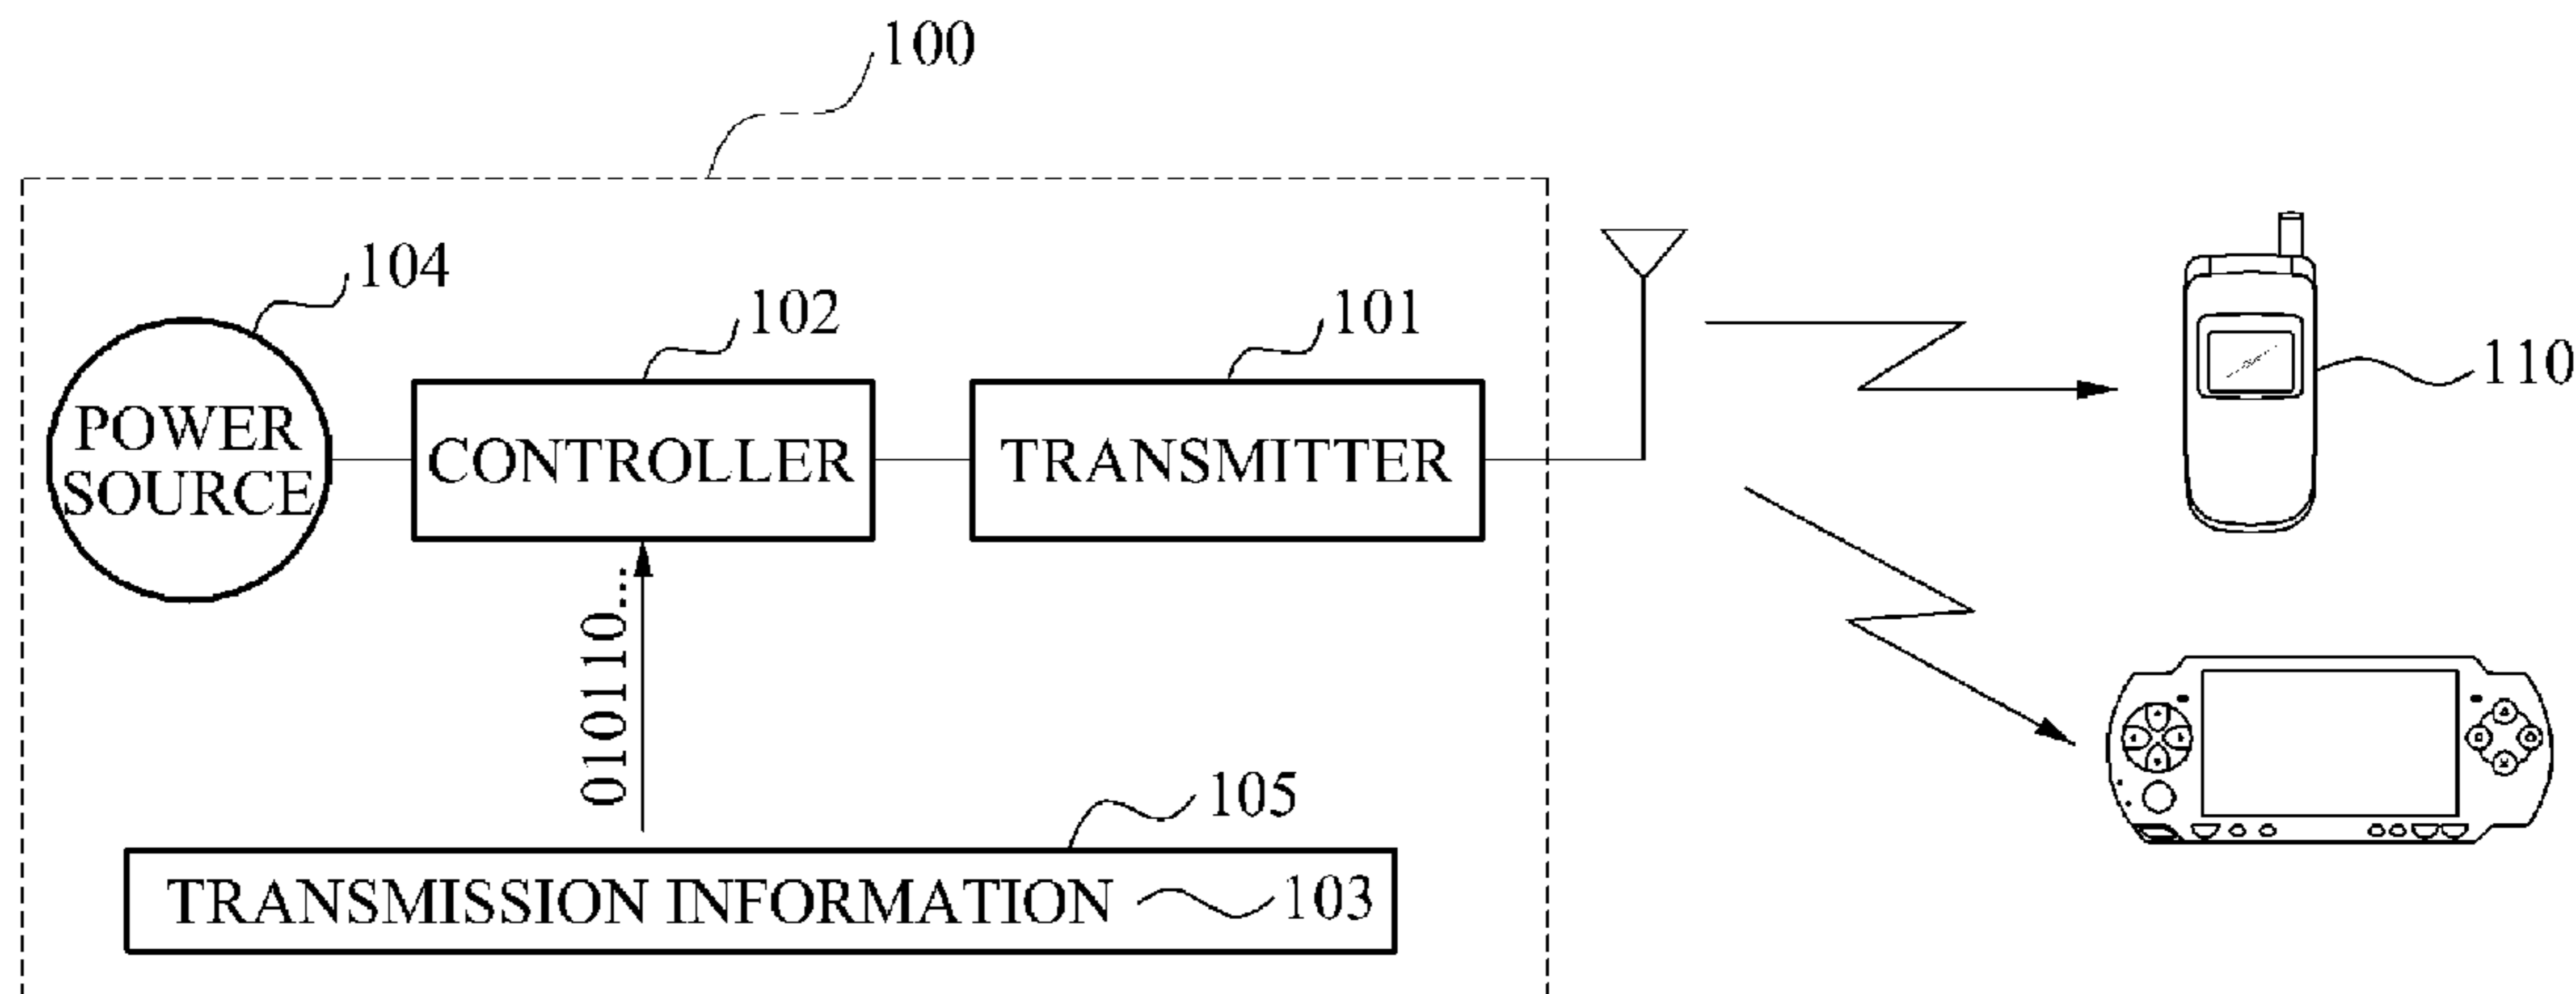 100
104
102
101
110
POWER
SOURCE
CONTROLLER
TRANSMITTER
010110...
105
TRANSMISSION INFORMATION
103